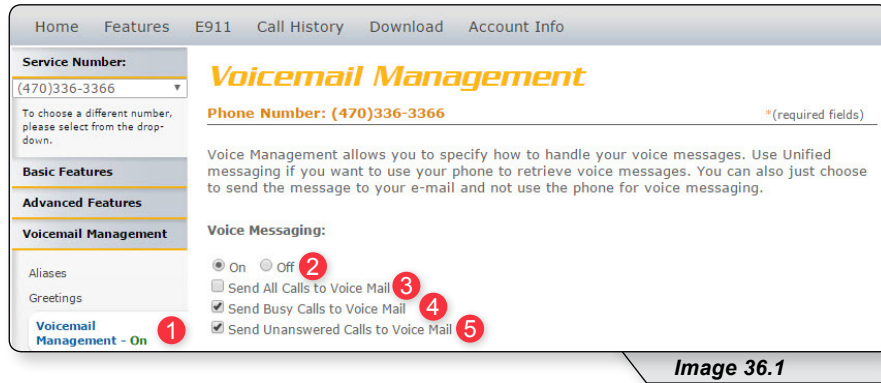 Home Features E911 Call History Download Account Info
Service Number:
(470)336-3366
To choose a different number,
please select from the drop-
down.
Basic Features
Advanced Features
Voicemail Management
Aliases
Greetings
Voicemail
Management - On
1
Voicemail Management
Phone Number: (470)336-3366 *(required fields)
Voice Management allows you to specify how to handle your voice messages. Use Unified
messaging if you want to use your phone to retrieve voice messages. You can also just choose
to send the message to your e-mail and not use the phone for voice messaging.
Voice Messaging:
On Off 2
Send All Calls to Voice Mail 3
Send Busy Calls to Voice Mail 4
Send Unanswered Calls to Voice Mail 5
Image 36.1